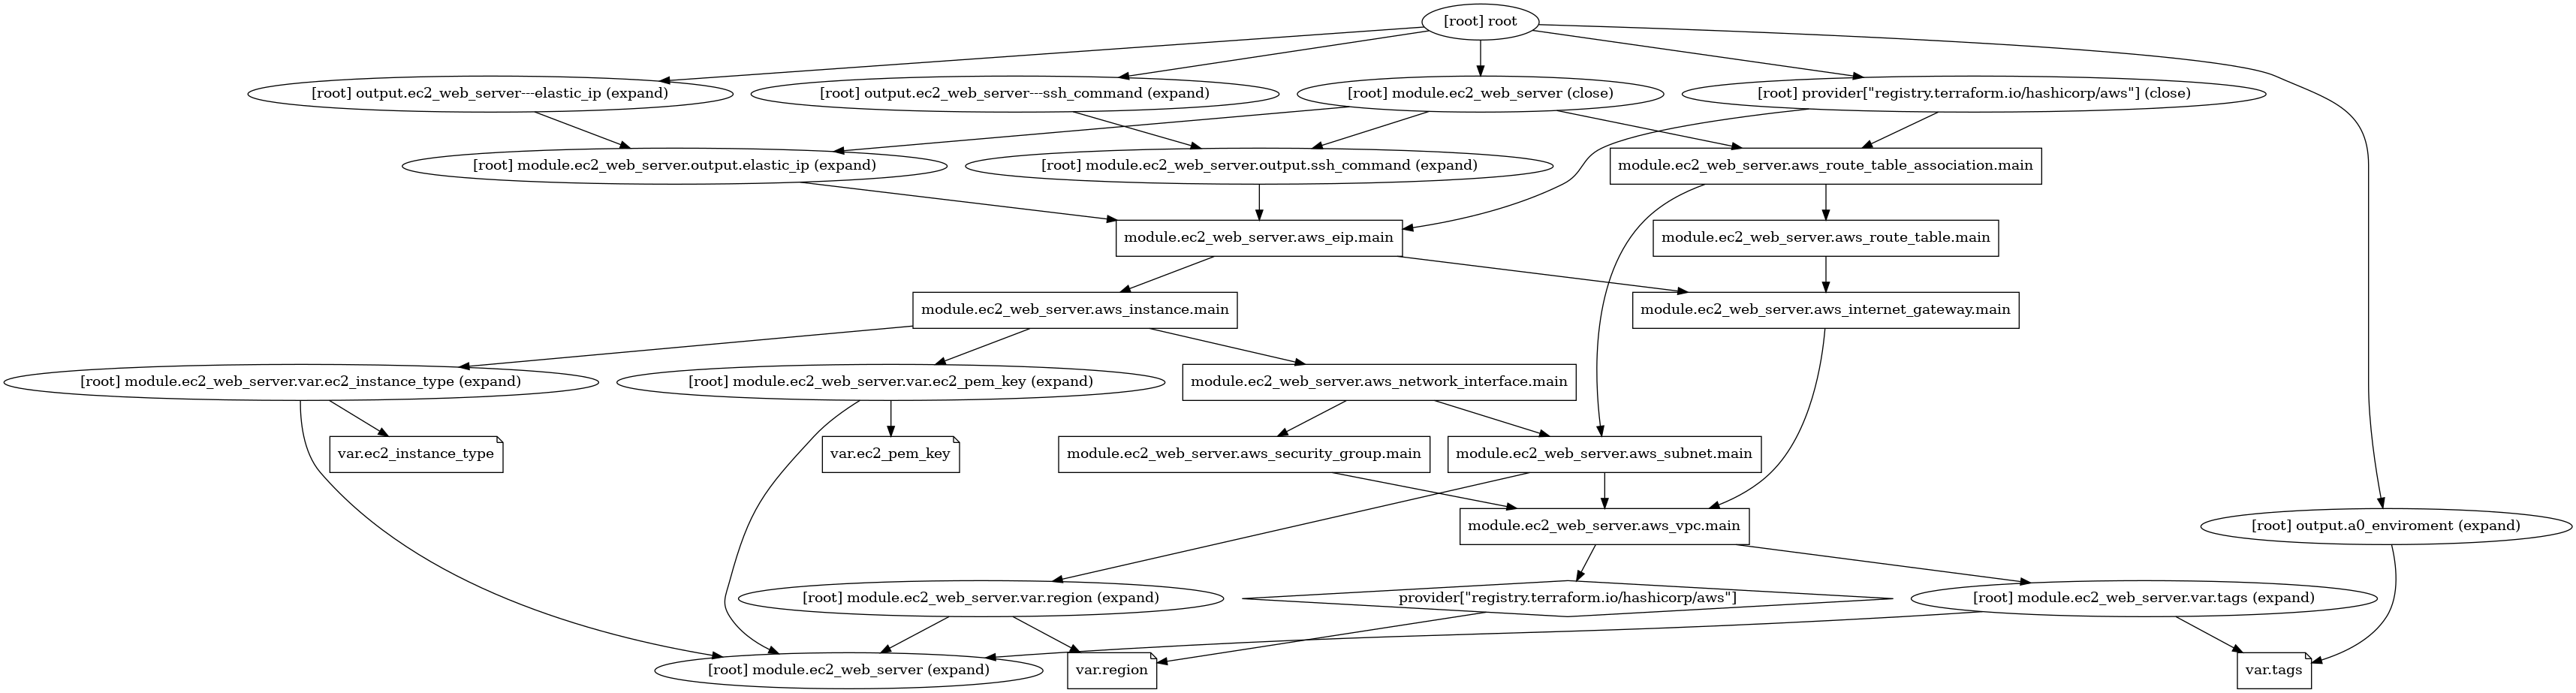 [root] root
[root] output.ec2_web_server---elastic_ip (expand)
[root] output.ec2_web_server---ssh_command (expand)
[root] module.ec2_web_server (close)
[root] provider["registry.terraform.io/hashicorp/aws"] (close)
[root] module.ec2_web_server.output.elastic_ip (expand)
[root] module.ec2_web_server.output.ssh_command (expand)
module.ec2_web_server.aws_route_table_association.main
module.ec2_web_server.aws_eip.main
module.ec2_web_server.aws_route_table.main
module.ec2_web_server.aws_instance.main
module.ec2_web_server.aws_internet_gateway.main
[root] module.ec2_web_server.var.ec2_instance_type (expand)
[root] module.ec2_web_server.var.ec2_pem_key (expand)
module.ec2_web_server.aws_network_interface.main
var.ec2_instance_type
var.ec2_pem_key
module.ec2_web_server.aws_security_group.main
module.ec2_web_server.aws_subnet.main
module.ec2_web_server.aws_vpc.main
[root] output.a0_enviroment (expand)
[root] module.ec2_web_server.var.region (expand)
provider["registry.terraform.io/hashicorp/aws"]
[root] module.ec2_web_server.var.tags (expand)
[root] module.ec2_web_server (expand)
var.region
var.tags